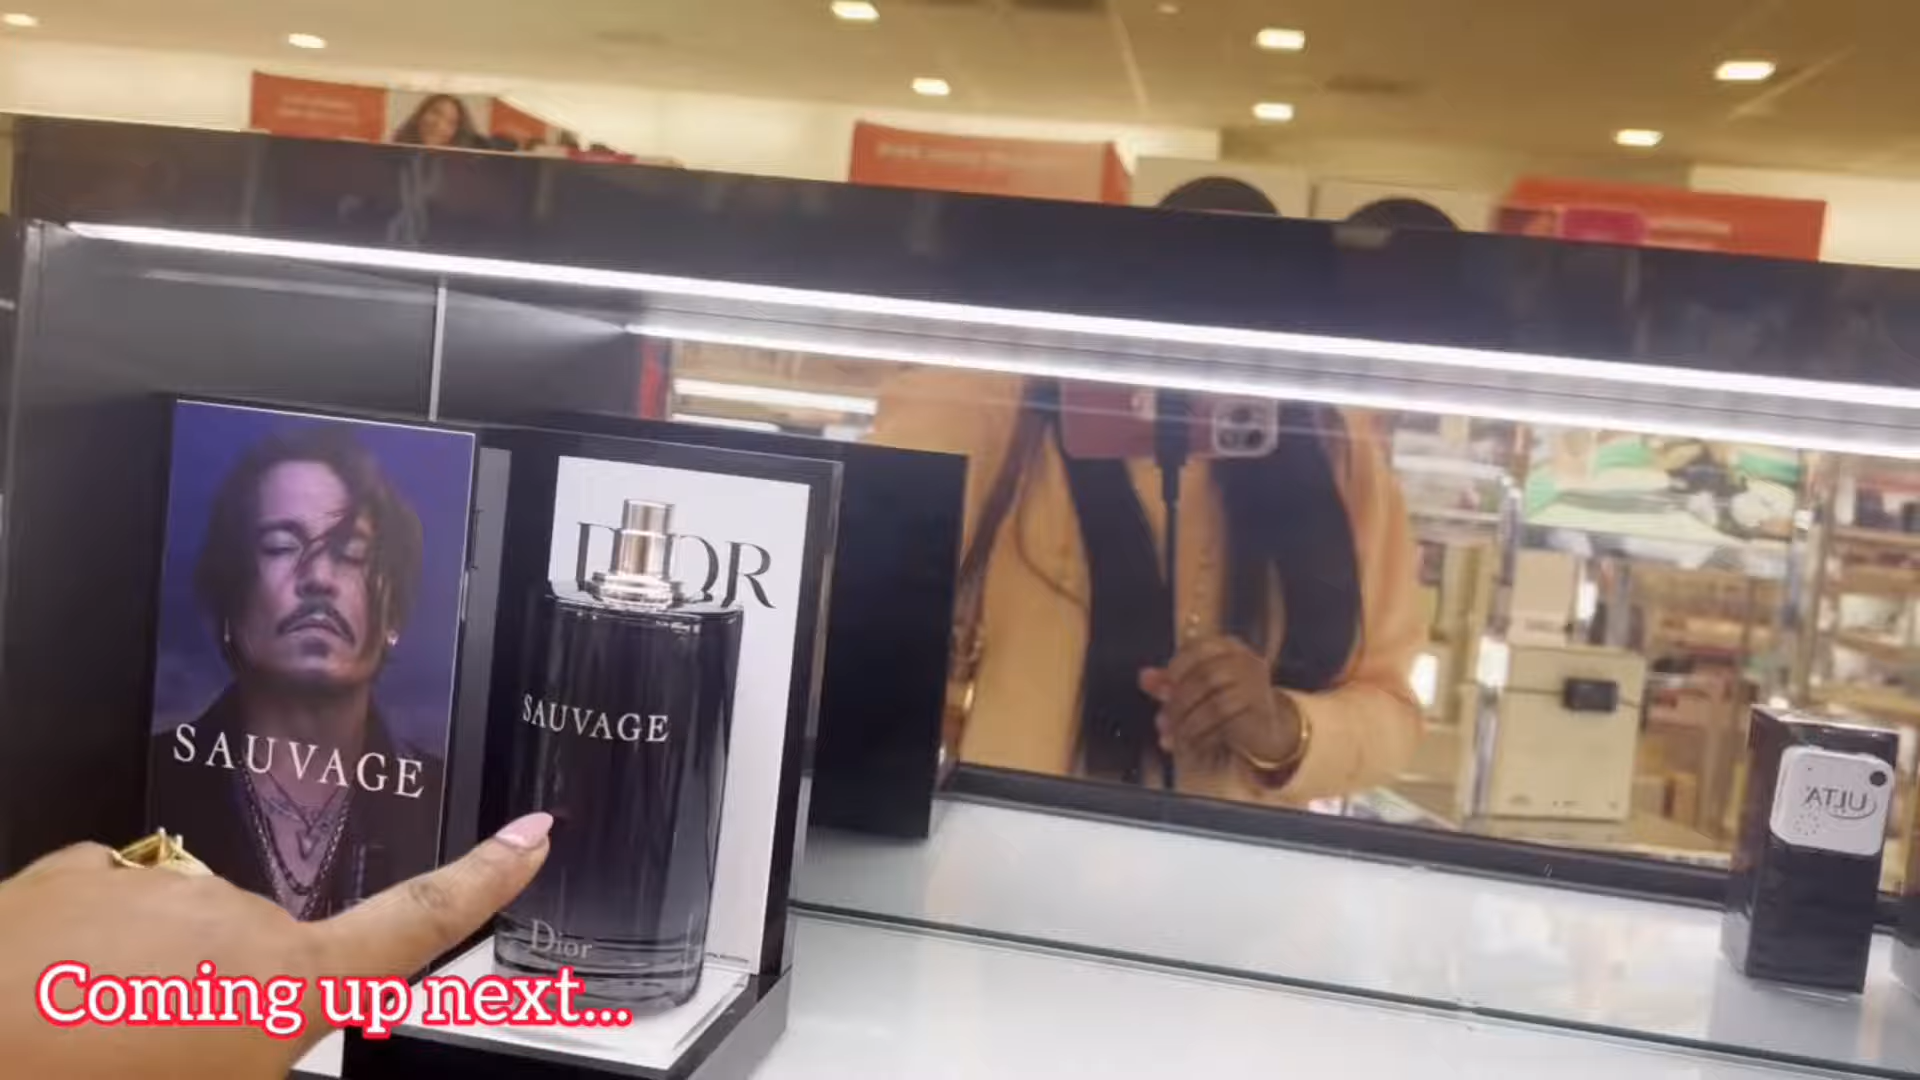 DIOR
SAUVAGE
SAUVAGE
Dior
ULTA
Coming up next...